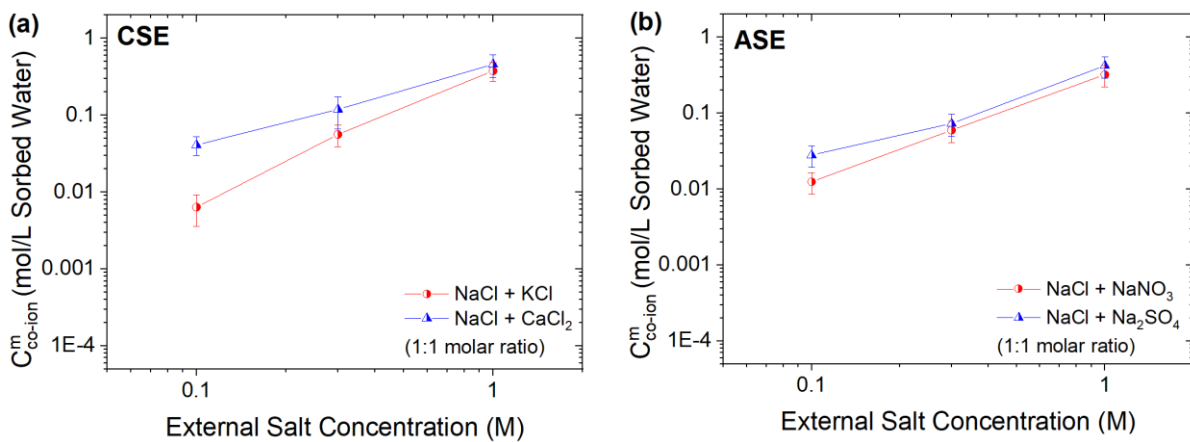 (a)
CSE
C^m_co-ion (mol/L Sorbed Water)
1
0.1
0.01
0.001
1E-4
NaCl + KCl
NaCl + CaCl₂
(1:1 molar ratio)
0.1
1
External Salt Concentration (M)
(b)
ASE
C^m_co-ion (mol/L Sorbed Water)
1
0.1
0.01
0.001
1E-4
NaCl + NaNO₃
NaCl + Na₂SO₄
(1:1 molar ratio)
0.1
1
External Salt Concentration (M)